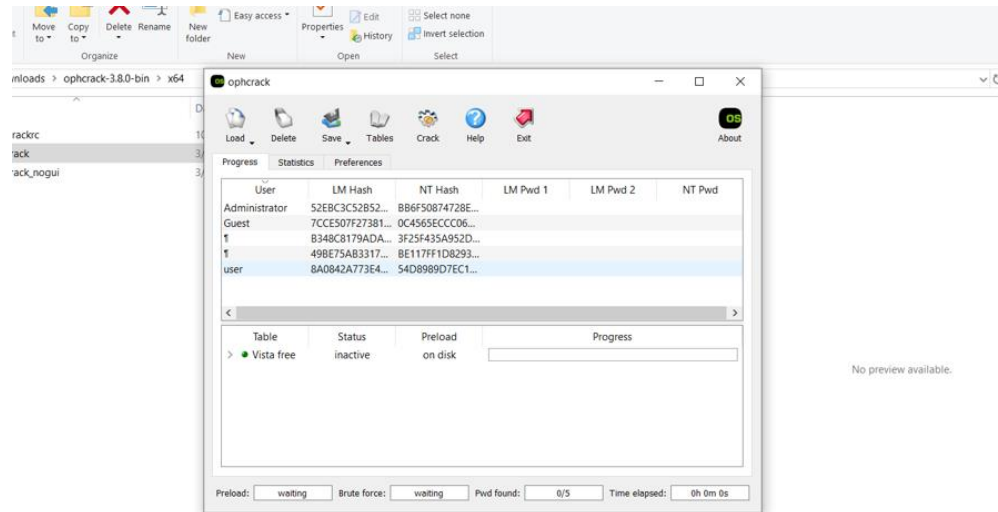 Move to
Copy to
Delete
Rename
New folder
Easy access
Properties
Edit
History
Select none
Invert selection
Organize
New
Open
Select
nloads > ophcrack-3.8.0-bin > x64
rackrc
rack
rack_nogui
OS ophcrack
Load Delete Save Tables Crack Help Exit
OS About
Progress Statistics Preferences
User LM Hash NT Hash LM Pwd 1 LM Pwd 2 NT Pwd
Administrator 52EBC3C52B52... BB6F50874728E...
Guest 7CCE507F27381... 0C4565ECCC06...
¶ B348C8179ADA... 3F25F435A952D...
¶ 49BE75AB3317... BE117FF1D8293...
user 8A0842A773E4... 54D8989D7EC1...
Table Status Preload Progress
Vista free inactive on disk
No preview available.
Preload: waiting Brute force: waiting Pwd found: 0/5 Time elapsed: 0h 0m 0s